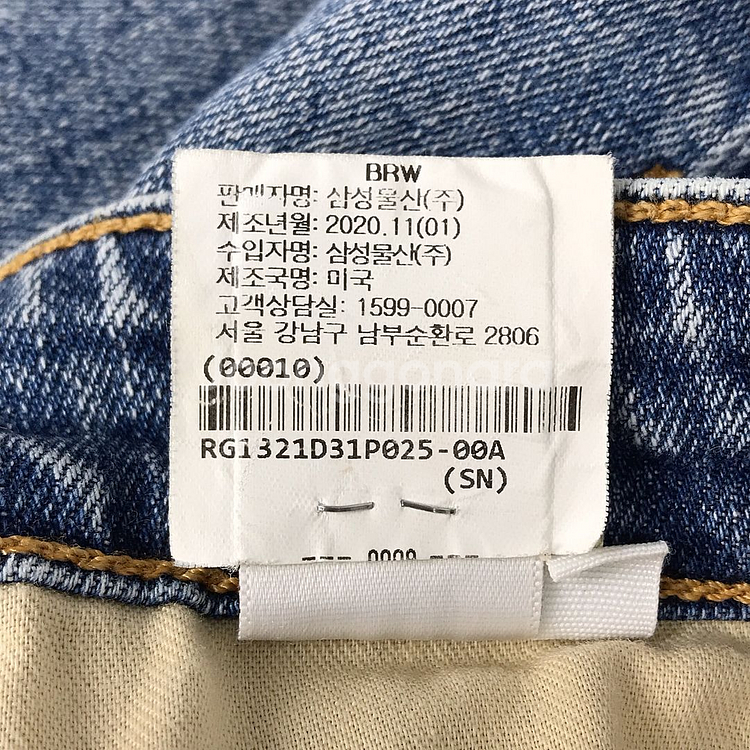 BRW
판매자명: 삼성물산(주)
제조년월: 2020.11(01)
수입자명: 삼성물산(주)
제조국명: 미국
고객상담실: 1599-0007
서울 강남구 남부순환로 2806
(00010)
RG1321D31P025-00A
(SN)